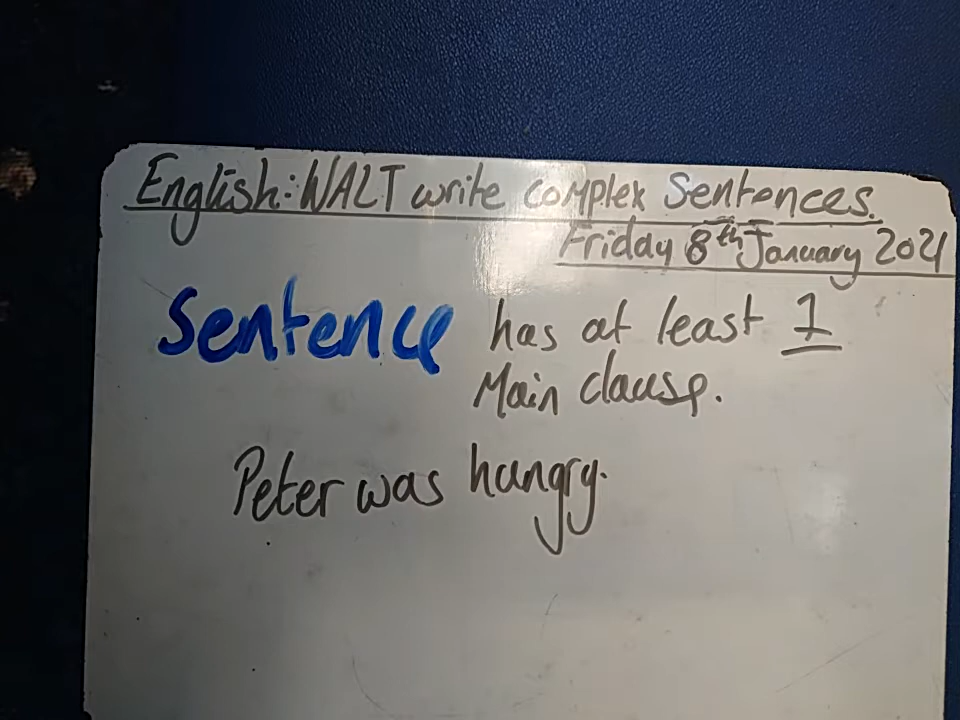 English: WALT write complex sentences.
Friday 8th January 2021
Sentence has at least 1
Main clause.
Peter was hungry.